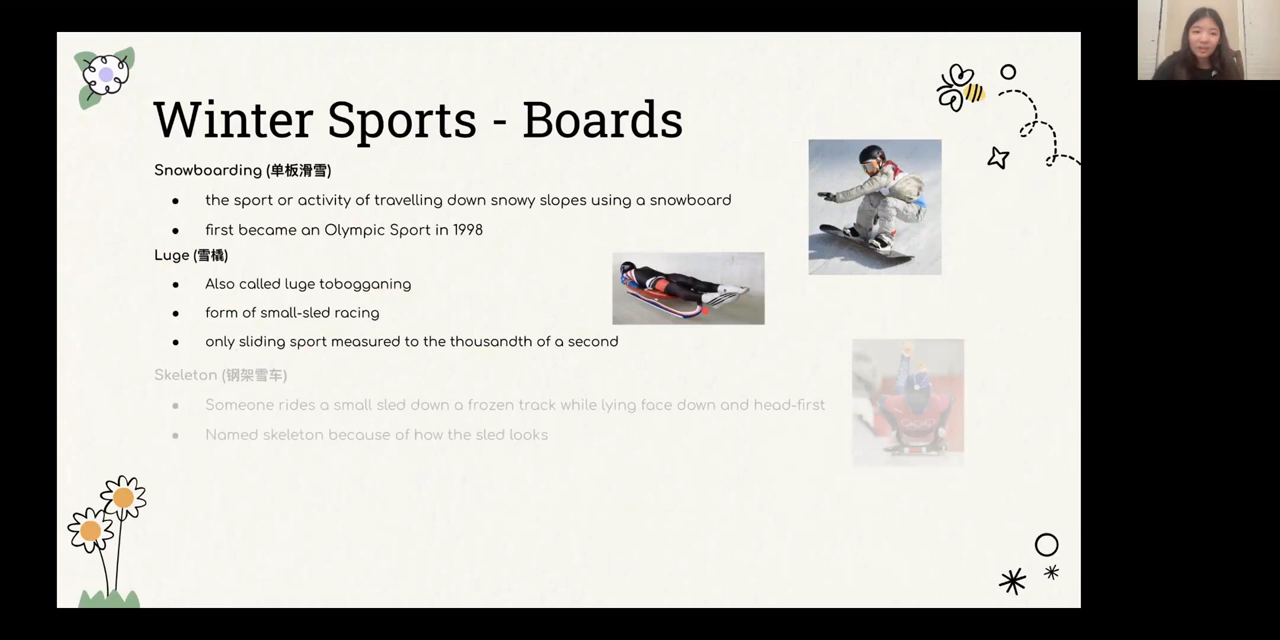 Winter Sports - Boards
Snowboarding (单板滑雪)
● the sport or activity of travelling down snowy slopes using a snowboard
● first became an Olympic Sport in 1998
Luge (雪橇)
● Also called luge tobogganing
● form of small-sled racing
● only sliding sport measured to the thousandth of a second
Skeleton (钢架雪车)
● Someone rides a small sled down a frozen track while lying face down and head-first
● Named skeleton because of how the sled looks